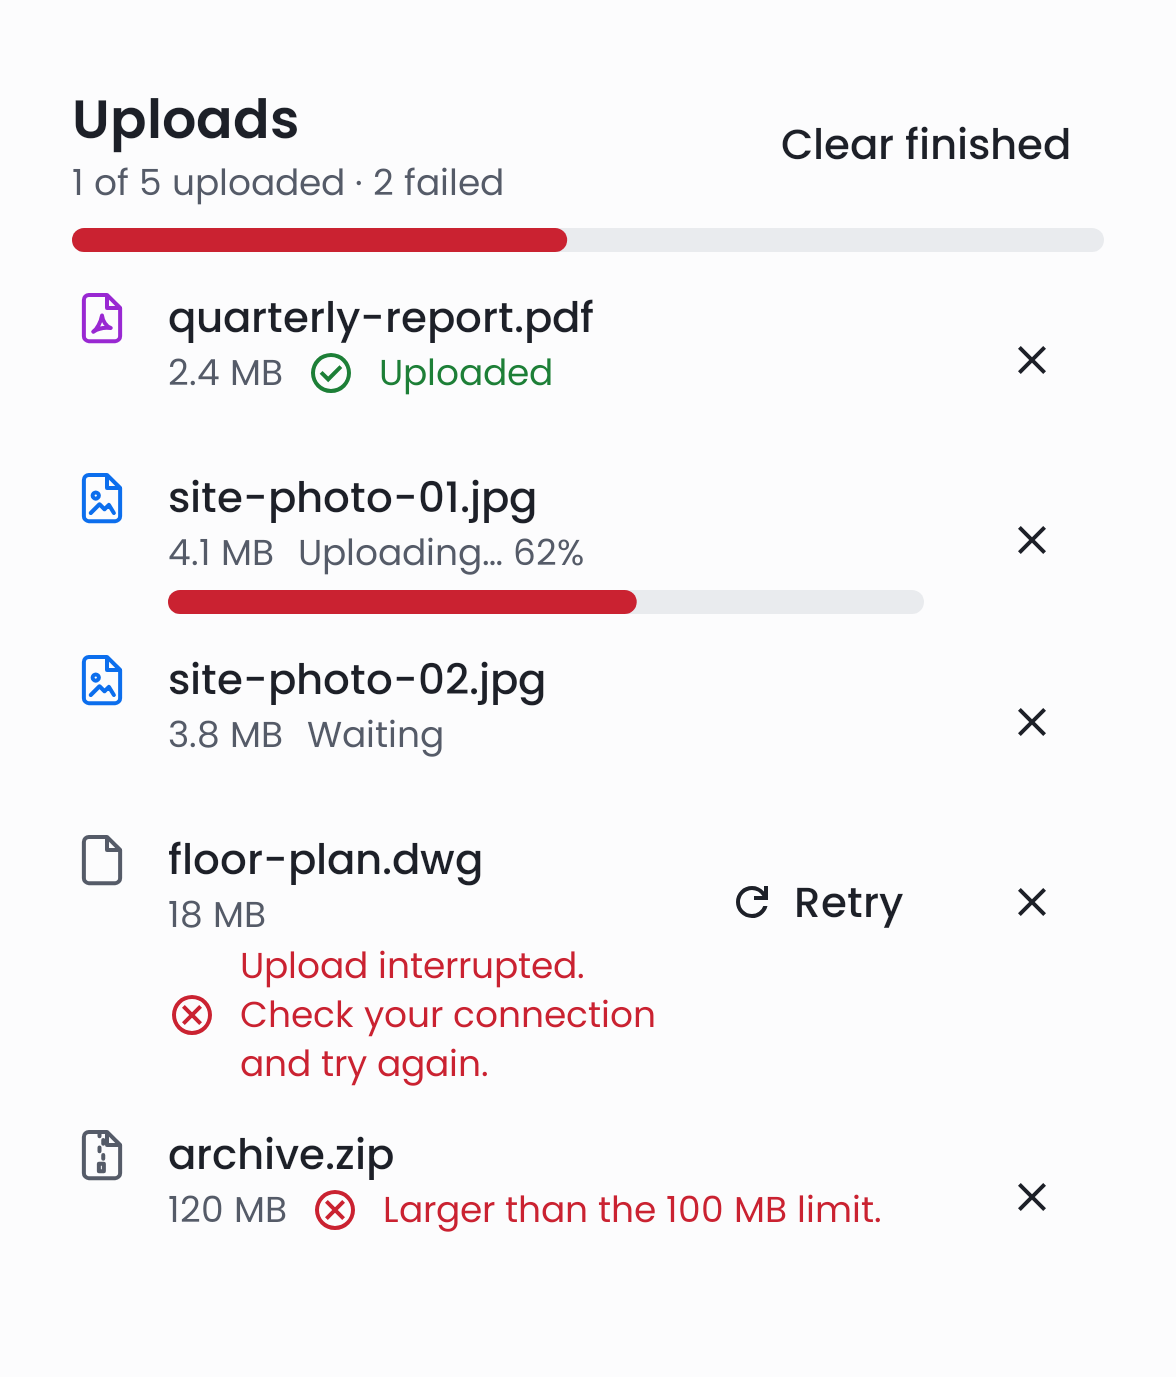 Uploads
Clear finished
1 of 5 uploaded · 2 failed
quarterly-report.pdf
2.4 MB Uploaded
site-photo-01.jpg
4.1 MB Uploading... 62%
site-photo-02.jpg
3.8 MB Waiting
floor-plan.dwg
18 MB
Retry
Upload interrupted.
Check your connection
and try again.
archive.zip
120 MB Larger than the 100 MB limit.